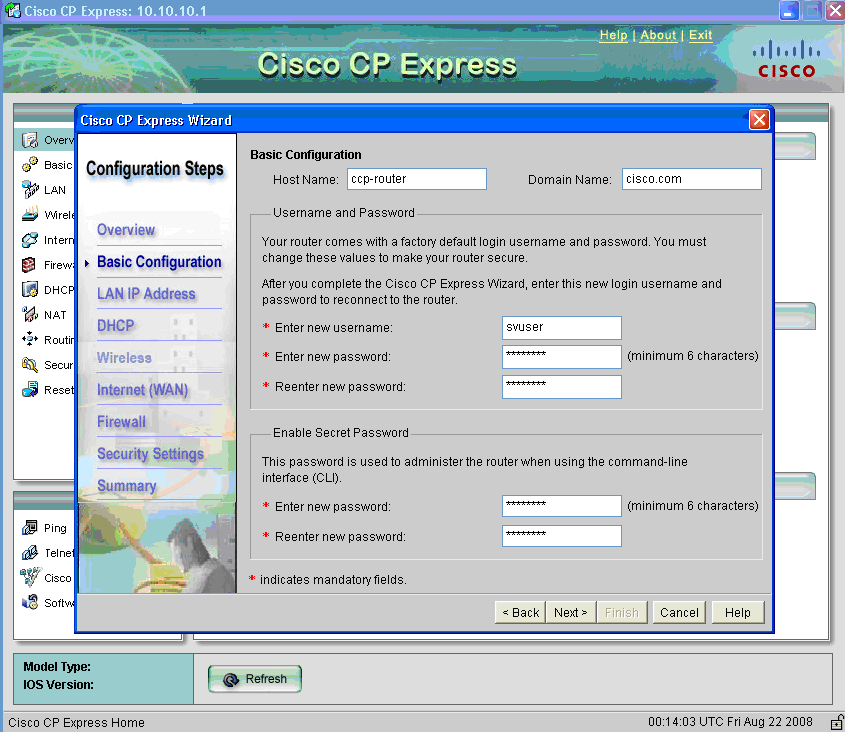 Cisco CP Express: 10.10.10.1
Help | About | Exit
Cisco CP Express
CISCO
Cisco CP Express Wizard
Overv
Basic
LAN
Wirele
Intern
Firewa
DHCP
NAT
Routin
Secur
Reset
Ping
Telnet
Cisco
Softw
Configuration Steps
Overview
Basic Configuration
LAN IP Address
DHCP
Wireless
Internet (WAN)
Firewall
Security Settings
Summary
Basic Configuration
Host Name: ccp-router Domain Name: cisco.com
Username and Password
Your router comes with a factory default login username and password. You must
change these values to make your router secure.
After you complete the Cisco CP Express Wizard, enter this new login username and
password to reconnect to the router.
* Enter new username: svuser
* Enter new password: ******** (minimum 6 characters)
* Reenter new password: ********
Enable Secret Password
This password is used to administer the router when using the command-line
interface (CLI).
* Enter new password: ******** (minimum 6 characters)
* Reenter new password: ********
* indicates mandatory fields.
< Back Next > Finish Cancel Help
Model Type:
IOS Version:
Refresh
Cisco CP Express Home 00:14:03 UTC Fri Aug 22 2008